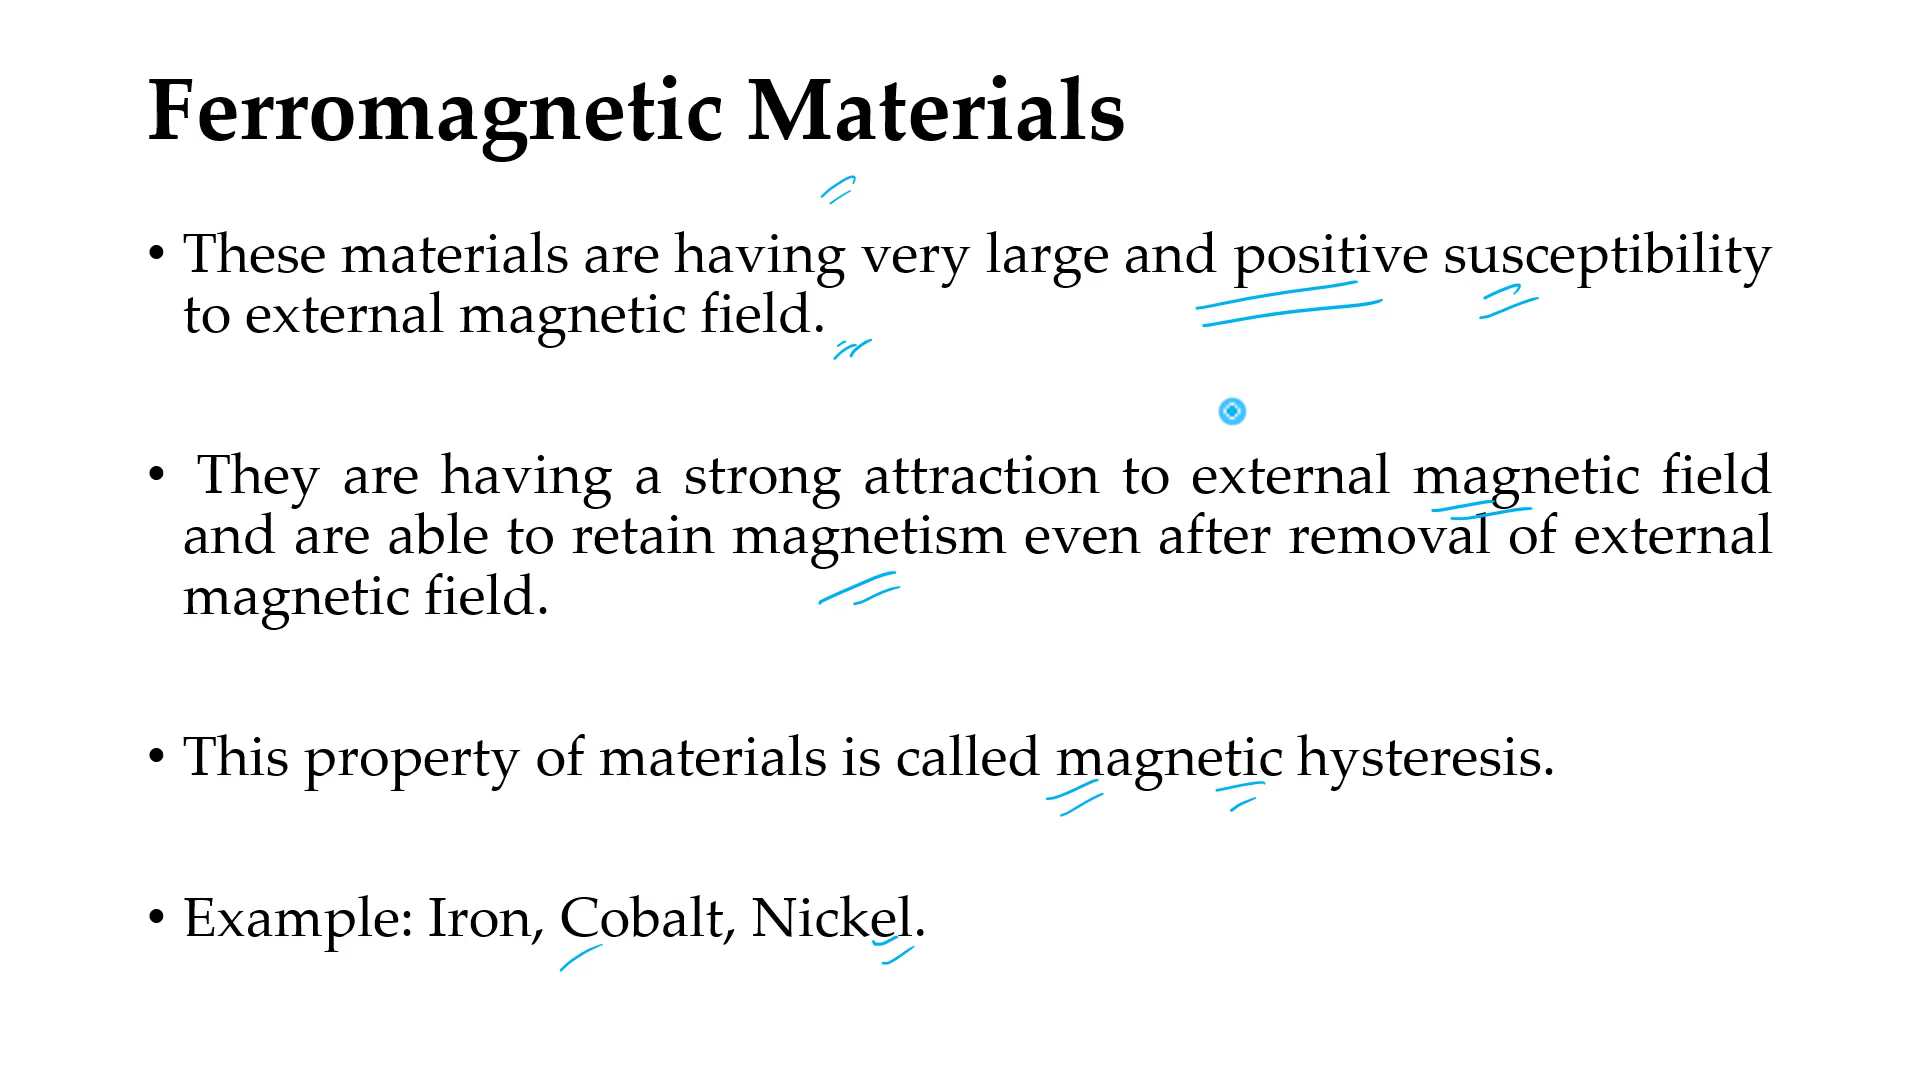 Ferromagnetic Materials
• These materials are having very large and positive susceptibility
to external magnetic field.
• They are having a strong attraction to external magnetic field
and are able to retain magnetism even after removal of external
magnetic field.
• This property of materials is called magnetic hysteresis.
• Example: Iron, Cobalt, Nickel.